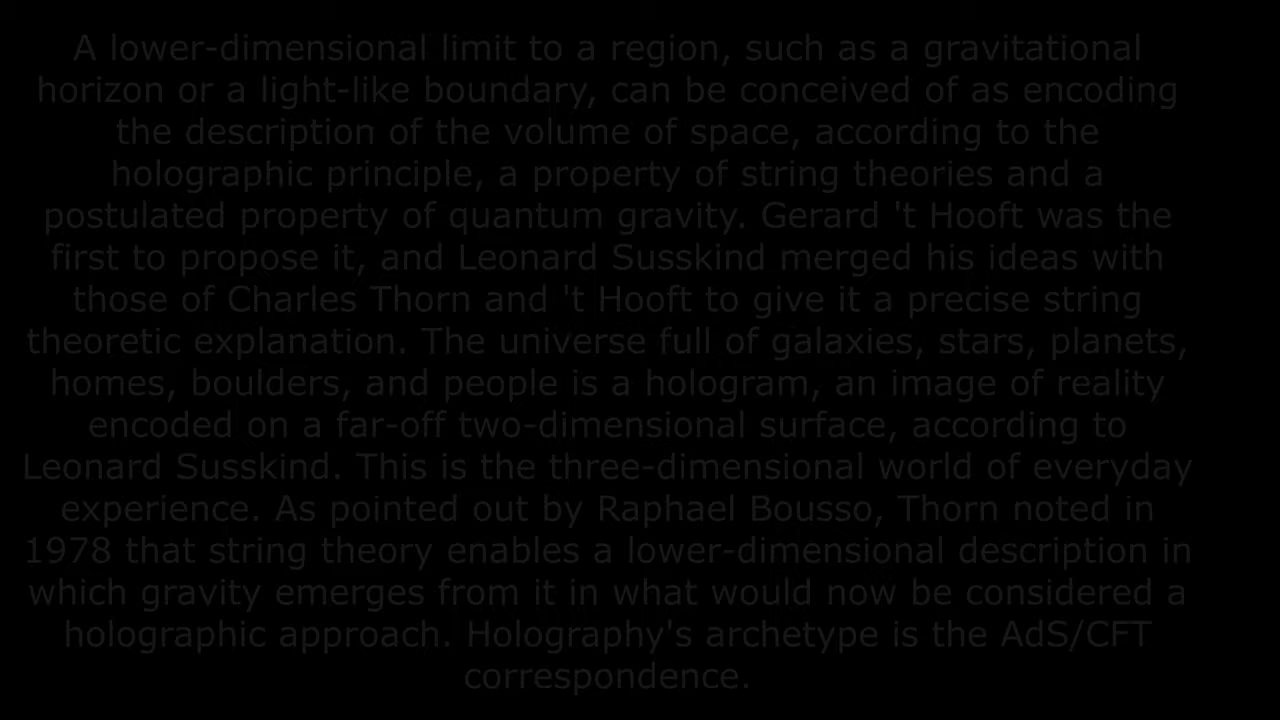 A lower-dimensional limit to a region, such as a gravitational
horizon or a light-like boundary, can be conceived of as encoding
the description of the volume of space, according to the
holographic principle, a property of string theories and a
postulated property of quantum gravity. Gerard 't Hooft was the
first to propose it, and Leonard Susskind merged his ideas with
those of Charles Thorn and 't Hooft to give it a precise string
theoretic explanation. The universe full of galaxies, stars, planets,
homes, boulders, and people is a hologram, an image of reality
encoded on a far-off two-dimensional surface, according to
Leonard Susskind. This is the three-dimensional world of everyday
experience. As pointed out by Raphael Bousso, Thorn noted in
1978 that string theory enables a lower-dimensional description in
which gravity emerges from it in what would now be considered a
holographic approach. Holography's archetype is the AdS/CFT
correspondence.